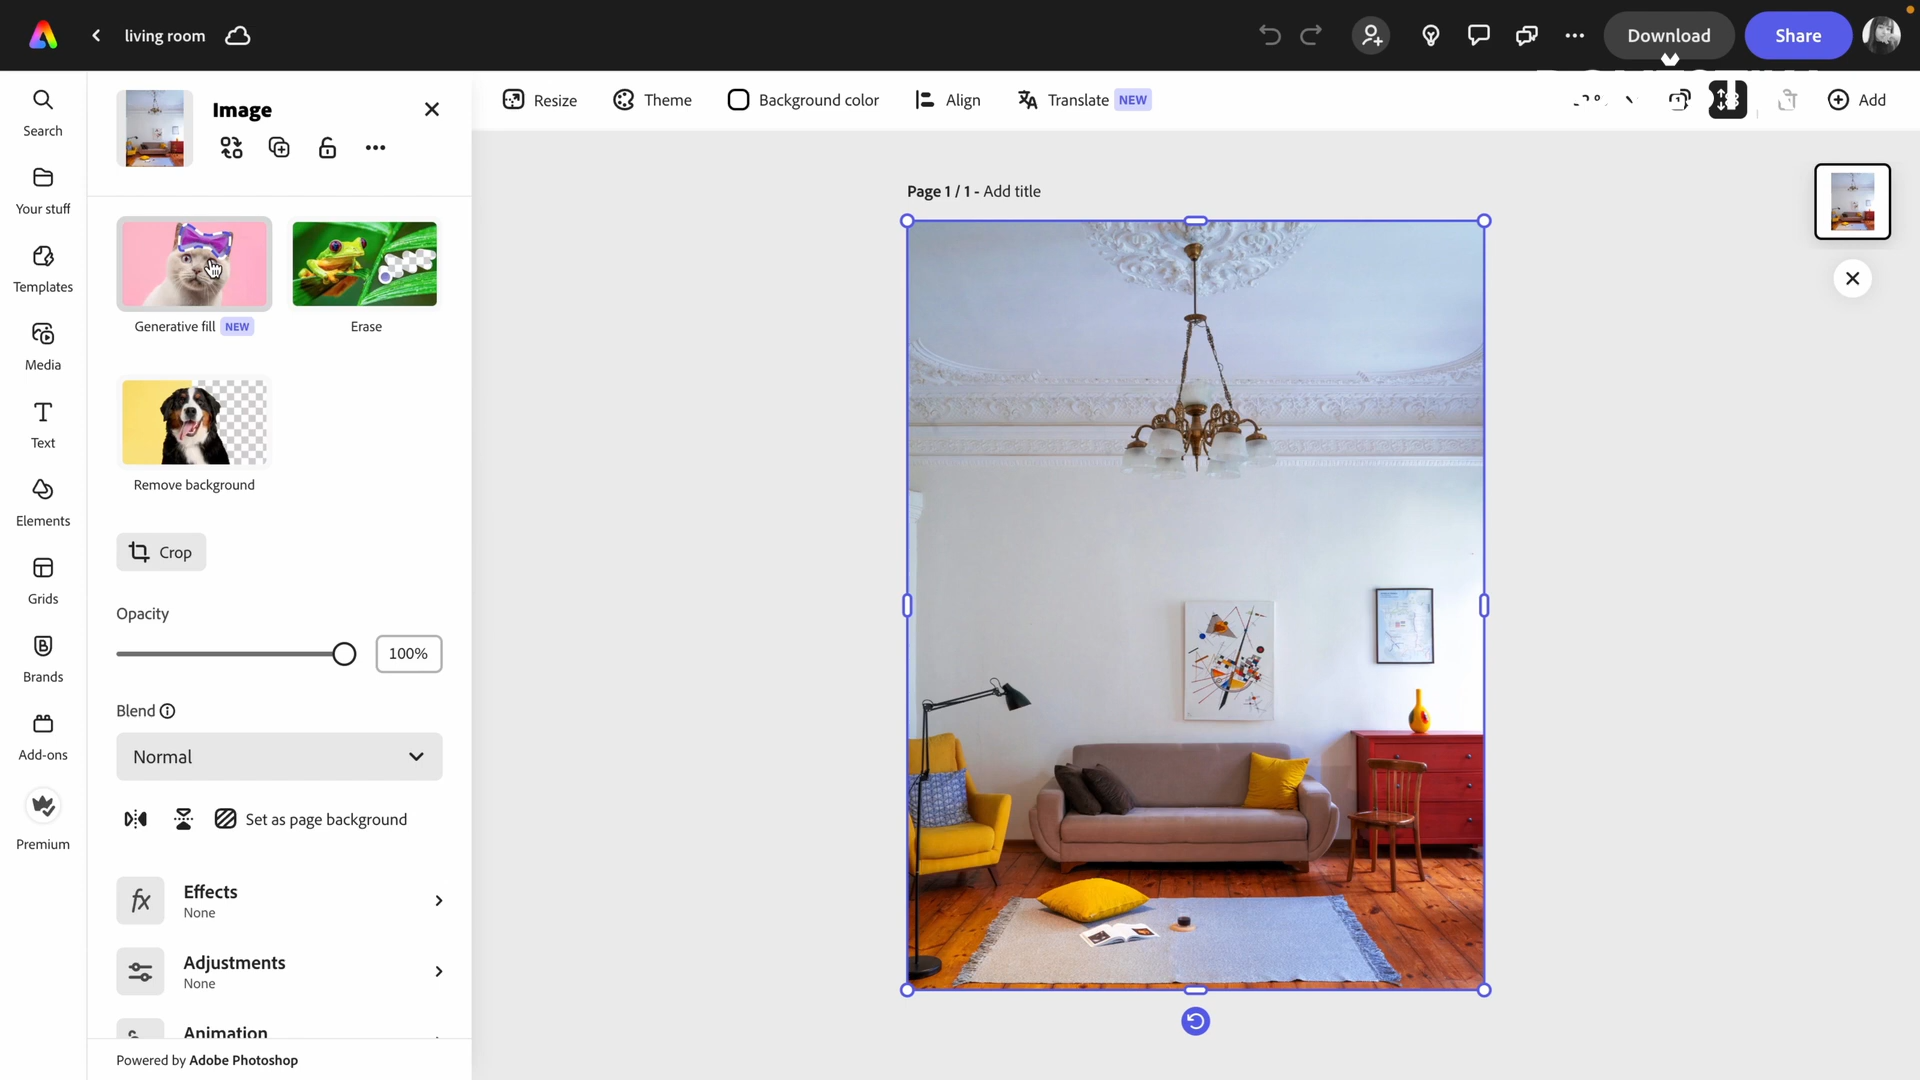 living room
Download
Share
Search
Your stuff
Templates
Media
Text
Elements
Grids
Brands
Add-ons
Premium
Image
Generative fill NEW
Erase
Remove background
Crop
Opacity
100%
Blend
Normal
Set as page background
fx
Effects
None
Adjustments
None
Animation
Powered by Adobe Photoshop
Resize
Theme
Background color
Align
Translate NEW
Add
Page 1 / 1 - Add title